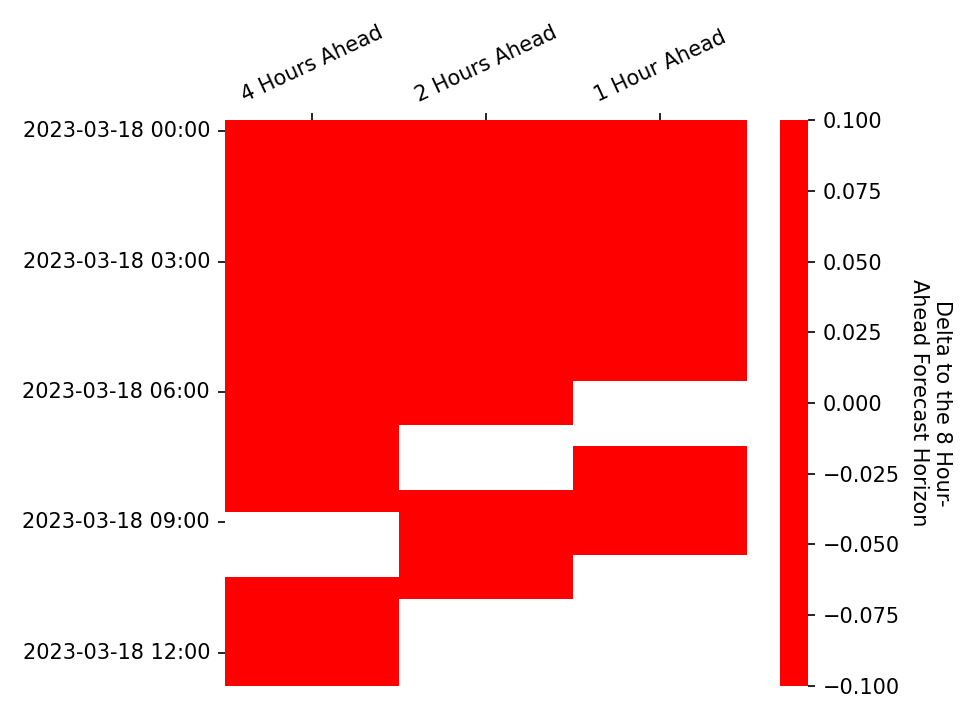 4 Hours Ahead
2 Hours Ahead
1 Hour Ahead
2023-03-18 00:00
2023-03-18 03:00
2023-03-18 06:00
2023-03-18 09:00
2023-03-18 12:00
0.100
0.075
0.050
0.025
0.000
−0.025
−0.050
−0.075
−0.100
Delta to the 8 Hour-
Ahead Forecast Horizon